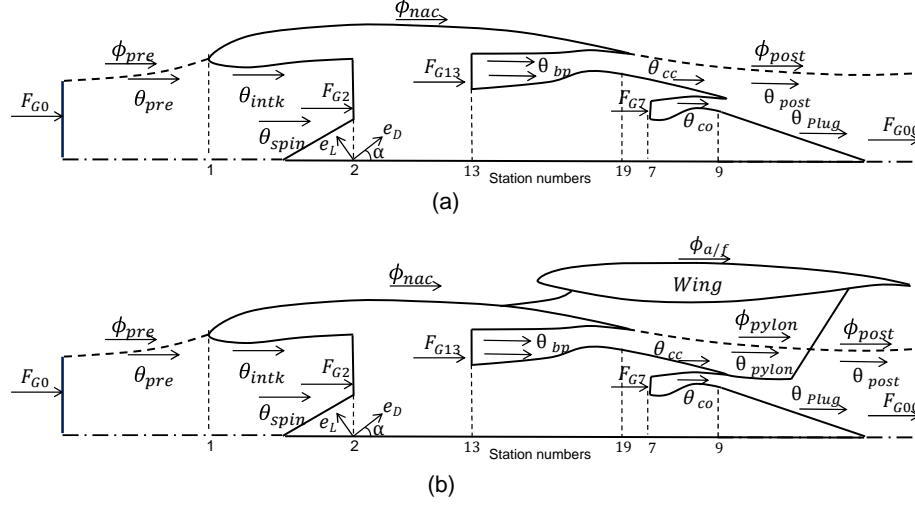 ϕnac
ϕpre
ϕpost
FG0
θpre
θintk
FG2
FG13
θbp
θcc
θpost
θspin
FG7
θco
θPlug
FG00
eL
eD
α
1
2
13
19
7
9
Station numbers
(a)
ϕa/f
ϕnac
Wing
ϕpre
ϕpylon
ϕpost
FG0
θpre
θintk
FG2
FG13
θbp
θcc
θpylon
θpost
θspin
FG7
θco
θPlug
FG00
eL
eD
α
1
2
13
19
7
9
Station numbers
(b)